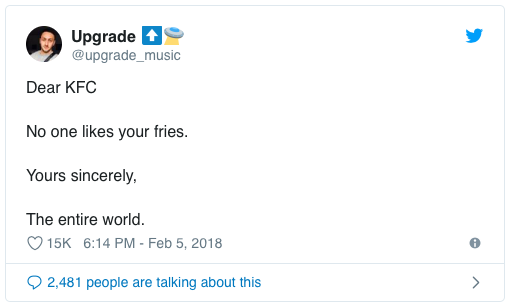 Upgrade
@upgrade_music
Dear KFC
No one likes your fries.
Yours sincerely,
The entire world.
15K 6:14 PM - Feb 5, 2018
2,481 people are talking about this